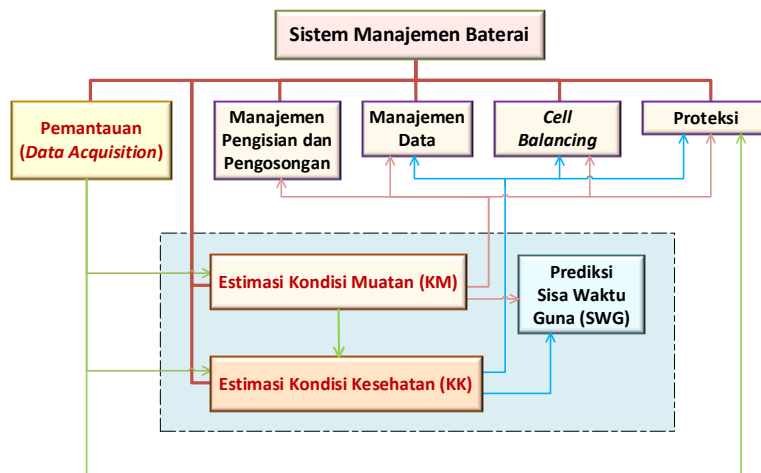 Sistem Manajemen Baterai
Pemantauan
(Data Acquisition)
Manajemen
Pengisian dan
Pengosongan
Manajemen
Data
Cell
Balancing
Proteksi
Estimasi Kondisi Muatan (KM)
Prediksi
Sisa Waktu
Guna (SWG)
Estimasi Kondisi Kesehatan (KK)